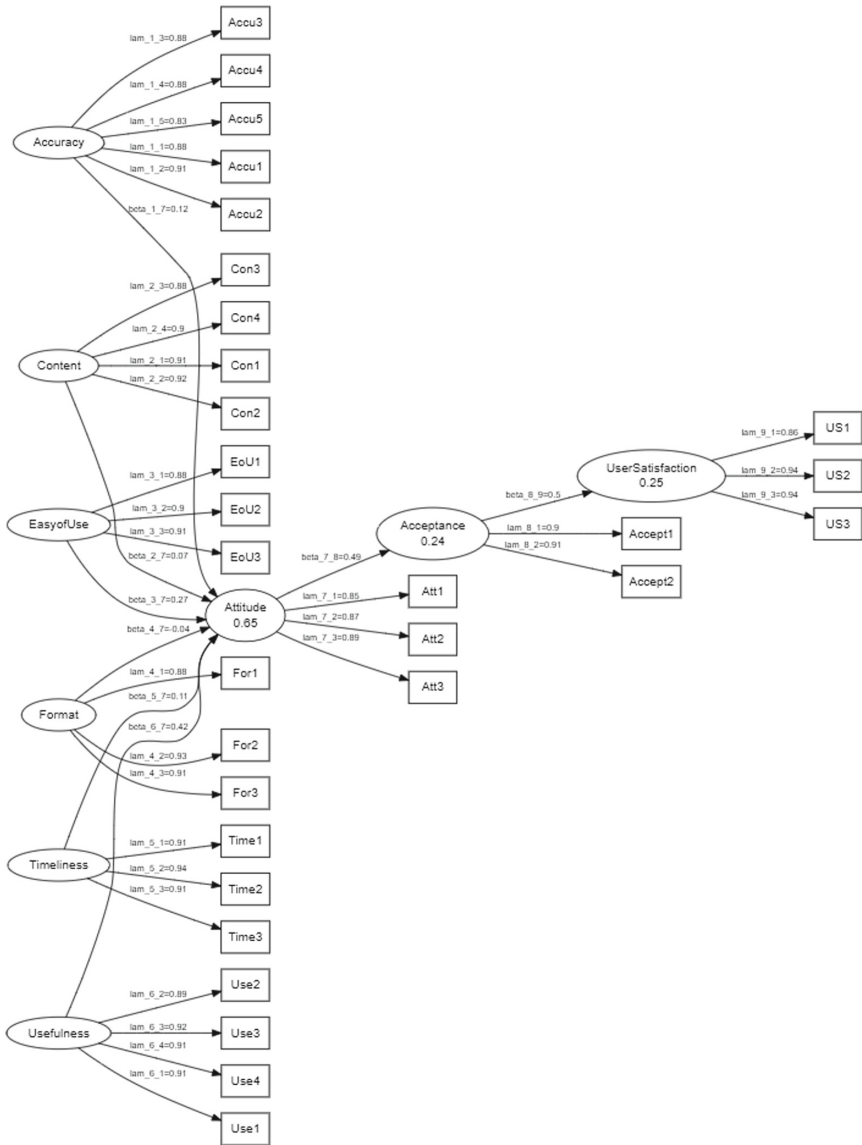 Accu3
lam_1_3=0.88
Accu4
lam_1_4=0.88
Accu5
lam_1_5=0.83
Accuracy
lam_1_1=0.88
Accu1
lam_1_2=0.91
Accu2
beta_1_7=0.12
Con3
lam_2_3=0.88
Con4
lam_2_4=0.9
Content
lam_2_1=0.91
Con1
lam_2_2=0.92
Con2
EoU1
lam_3_1=0.88
EoU2
lam_3_2=0.9
EasyofUse
lam_3_3=0.91
EoU3
beta_2_7=0.07
beta_3_7=0.27
beta_4_7=-0.04
Attitude
0.65
lam_4_1=0.88
For1
beta_5_7=0.11
Format
beta_6_7=0.42
lam_4_2=0.93
For2
lam_4_3=0.91
For3
lam_5_1=0.91
Time1
Timeliness
lam_5_2=0.94
Time2
lam_5_3=0.91
Time3
lam_6_2=0.89
Use2
Usefulness
lam_6_3=0.92
Use3
lam_6_4=0.91
Use4
lam_6_1=0.91
Use1
beta_7_8=0.49
lam_7_1=0.85
Att1
lam_7_2=0.87
Att2
lam_7_3=0.89
Att3
Acceptance
0.24
beta_8_9=0.5
lam_8_1=0.9
Accept1
lam_8_2=0.91
Accept2
UserSatisfaction
0.25
lam_9_1=0.86
US1
lam_9_2=0.94
US2
lam_9_3=0.94
US3